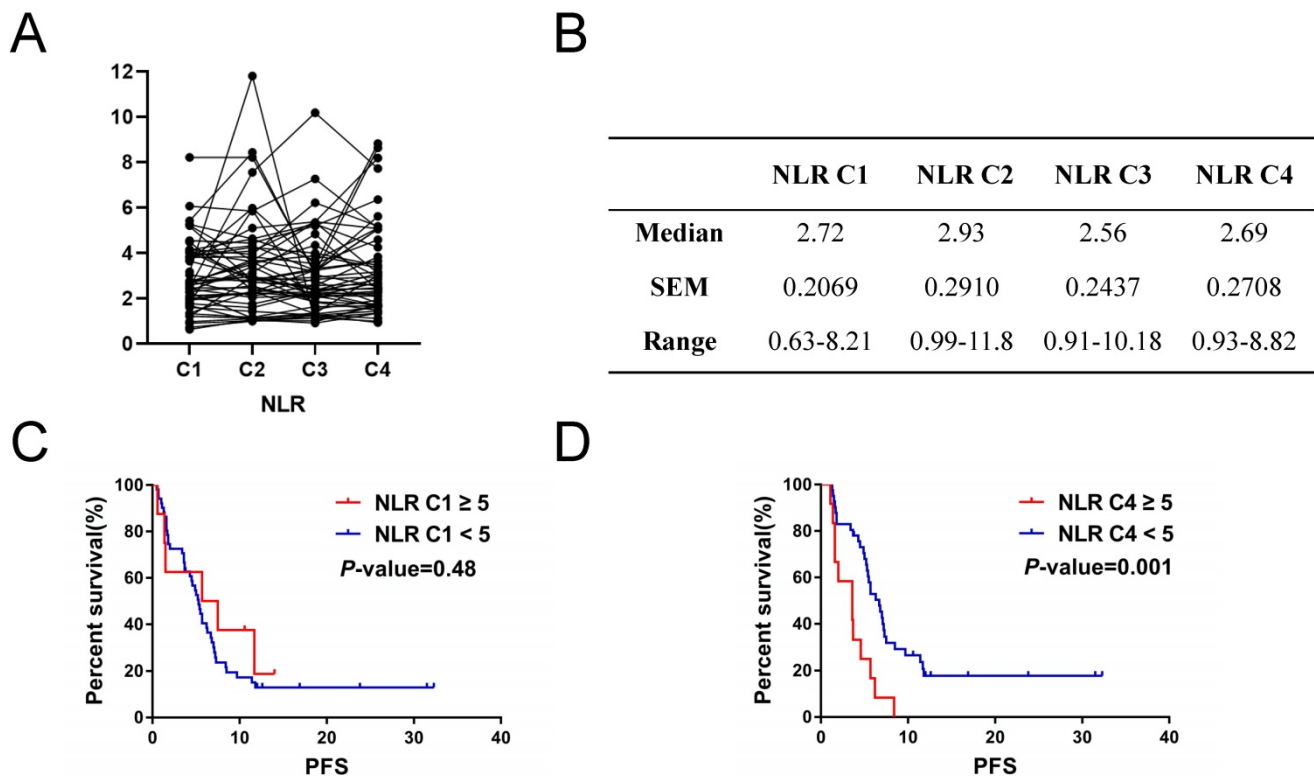 A
12
10
8
6
4
2
0
C1 C2 C3 C4
NLR
B
NLR C1 NLR C2 NLR C3 NLR C4
Median 2.72 2.93 2.56 2.69
SEM 0.2069 0.2910 0.2437 0.2708
Range 0.63-8.21 0.99-11.8 0.91-10.18 0.93-8.82
C
Percent survival(%)
100
80
60
40
20
0
0 10 20 30 40
PFS
NLR C1 ≥ 5
NLR C1 < 5
P-value=0.48
D
Percent survival(%)
100
80
60
40
20
0
0 10 20 30 40
PFS
NLR C4 ≥ 5
NLR C4 < 5
P-value=0.001